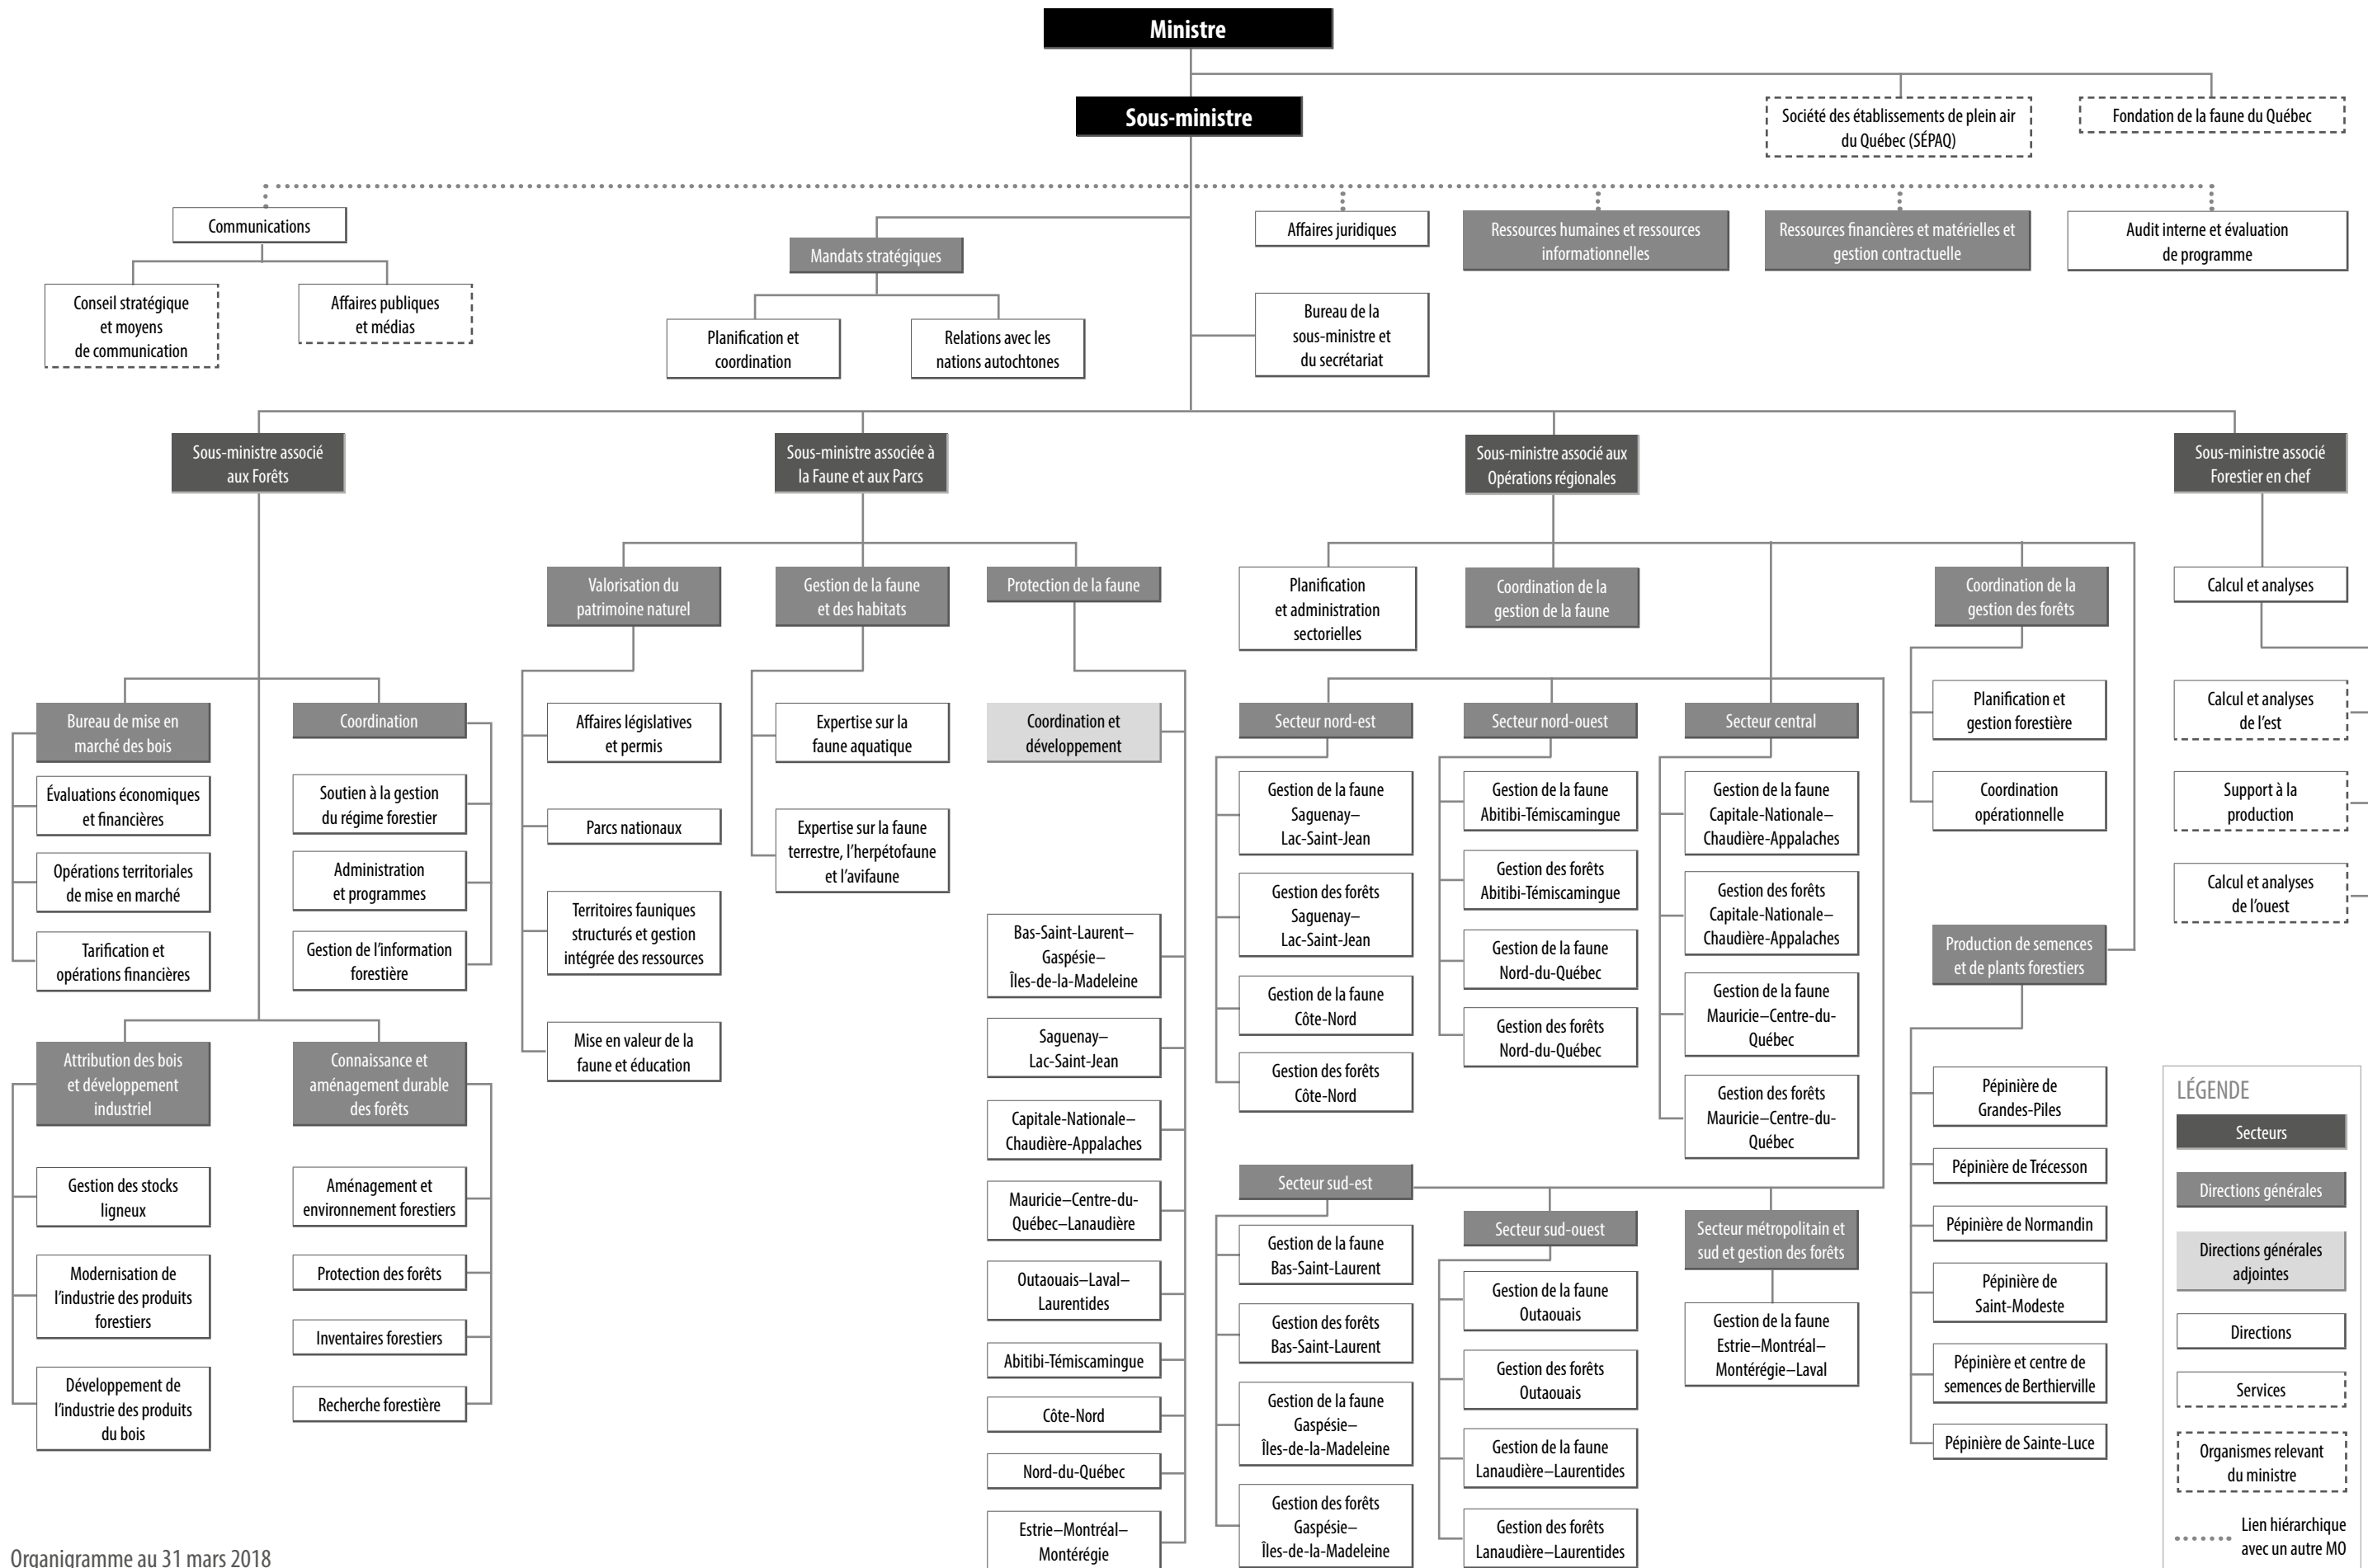 Ministre
Sous-ministre
Société des établissements de plein air
du Québec (SÉPAQ)
Fondation de la faune du Québec
Communications
Conseil stratégique
et moyens
de communication
Affaires publiques
et médias
Mandats stratégiques
Planification et
coordination
Relations avec les
nations autochtones
Affaires juridiques
Ressources humaines et ressources
informationnelles
Ressources financières et matérielles et
gestion contractuelle
Audit interne et évaluation
de programme
Bureau de la
sous-ministre et
du secrétariat
Sous-ministre associé
aux Forêts
Sous-ministre associée à
la Faune et aux Parcs
Sous-ministre associé aux
Opérations régionales
Sous-ministre associé
Forestier en chef
Bureau de mise en
marché des bois
Évaluations économiques
et financières
Opérations territoriales
de mise en marché
Tarification et
opérations financières
Coordination
Soutien à la gestion
du régime forestier
Administration
et programmes
Gestion de l'information
forestière
Attribution des bois
et développement
industriel
Gestion des stocks
ligneux
Modernisation de
l'industrie des produits
forestiers
Développement de
l'industrie des produits
du bois
Connaissance et
aménagement durable
des forêts
Aménagement et
environnement forestiers
Protection des forêts
Inventaires forestiers
Recherche forestière
Valorisation du
patrimoine naturel
Affaires législatives
et permis
Parcs nationaux
Territoires fauniques
structurés et gestion
intégrée des ressources
Mise en valeur de la
faune et éducation
Gestion de la faune
et des habitats
Expertise sur la
faune aquatique
Expertise sur la faune
terrestre, l'herpétofaune
et l'avifaune
Protection de la faune
Coordination et
développement
Bas-Saint-Laurent–
Gaspésie–
Îles-de-la-Madeleine
Saguenay–
Lac-Saint-Jean
Capitale-Nationale–
Chaudière-Appalaches
Mauricie–Centre-du-
Québec–Lanaudière
Outaouais–Laval–
Laurentides
Abitibi-Témiscamingue
Côte-Nord
Nord-du-Québec
Estrie–Montréal–
Montérégie
Planification
et administration
sectorielles
Coordination de la
gestion de la faune
Secteur nord-est
Gestion de la faune
Saguenay–
Lac-Saint-Jean
Gestion des forêts
Saguenay–
Lac-Saint-Jean
Gestion de la faune
Côte-Nord
Gestion des forêts
Côte-Nord
Secteur nord-ouest
Gestion de la faune
Abitibi-Témiscamingue
Gestion des forêts
Abitibi-Témiscamingue
Gestion de la faune
Nord-du-Québec
Gestion des forêts
Nord-du-Québec
Secteur central
Gestion de la faune
Capitale-Nationale–
Chaudière-Appalaches
Gestion des forêts
Capitale-Nationale–
Chaudière-Appalaches
Gestion de la faune
Mauricie–Centre-du-
Québec
Gestion des forêts
Mauricie–Centre-du-
Québec
Secteur sud-est
Gestion de la faune
Bas-Saint-Laurent
Gestion des forêts
Bas-Saint-Laurent
Gestion de la faune
Gaspésie–
Îles-de-la-Madeleine
Gestion des forêts
Gaspésie–
Îles-de-la-Madeleine
Secteur sud-ouest
Gestion de la faune
Outaouais
Gestion des forêts
Outaouais
Gestion de la faune
Lanaudière–Laurentides
Gestion des forêts
Lanaudière–Laurentides
Secteur métropolitain et
sud et gestion des forêts
Gestion de la faune
Estrie–Montréal–
Montérégie–Laval
Coordination de la
gestion des forêts
Planification et
gestion forestière
Coordination
opérationnelle
Production de semences
et de plants forestiers
Pépinière de
Grandes-Piles
Pépinière de Trécesson
Pépinière de Normandin
Pépinière de
Saint-Modeste
Pépinière et centre de
semences de Berthierville
Pépinière de Sainte-Luce
Calcul et analyses
Calcul et analyses
de l'est
Support à la
production
Calcul et analyses
de l'ouest
LÉGENDE
Secteurs
Directions générales
Directions générales
adjointes
Directions
Services
Organismes relevant
du ministre
Lien hiérarchique
avec un autre MO
Organigramme au 31 mars 2018